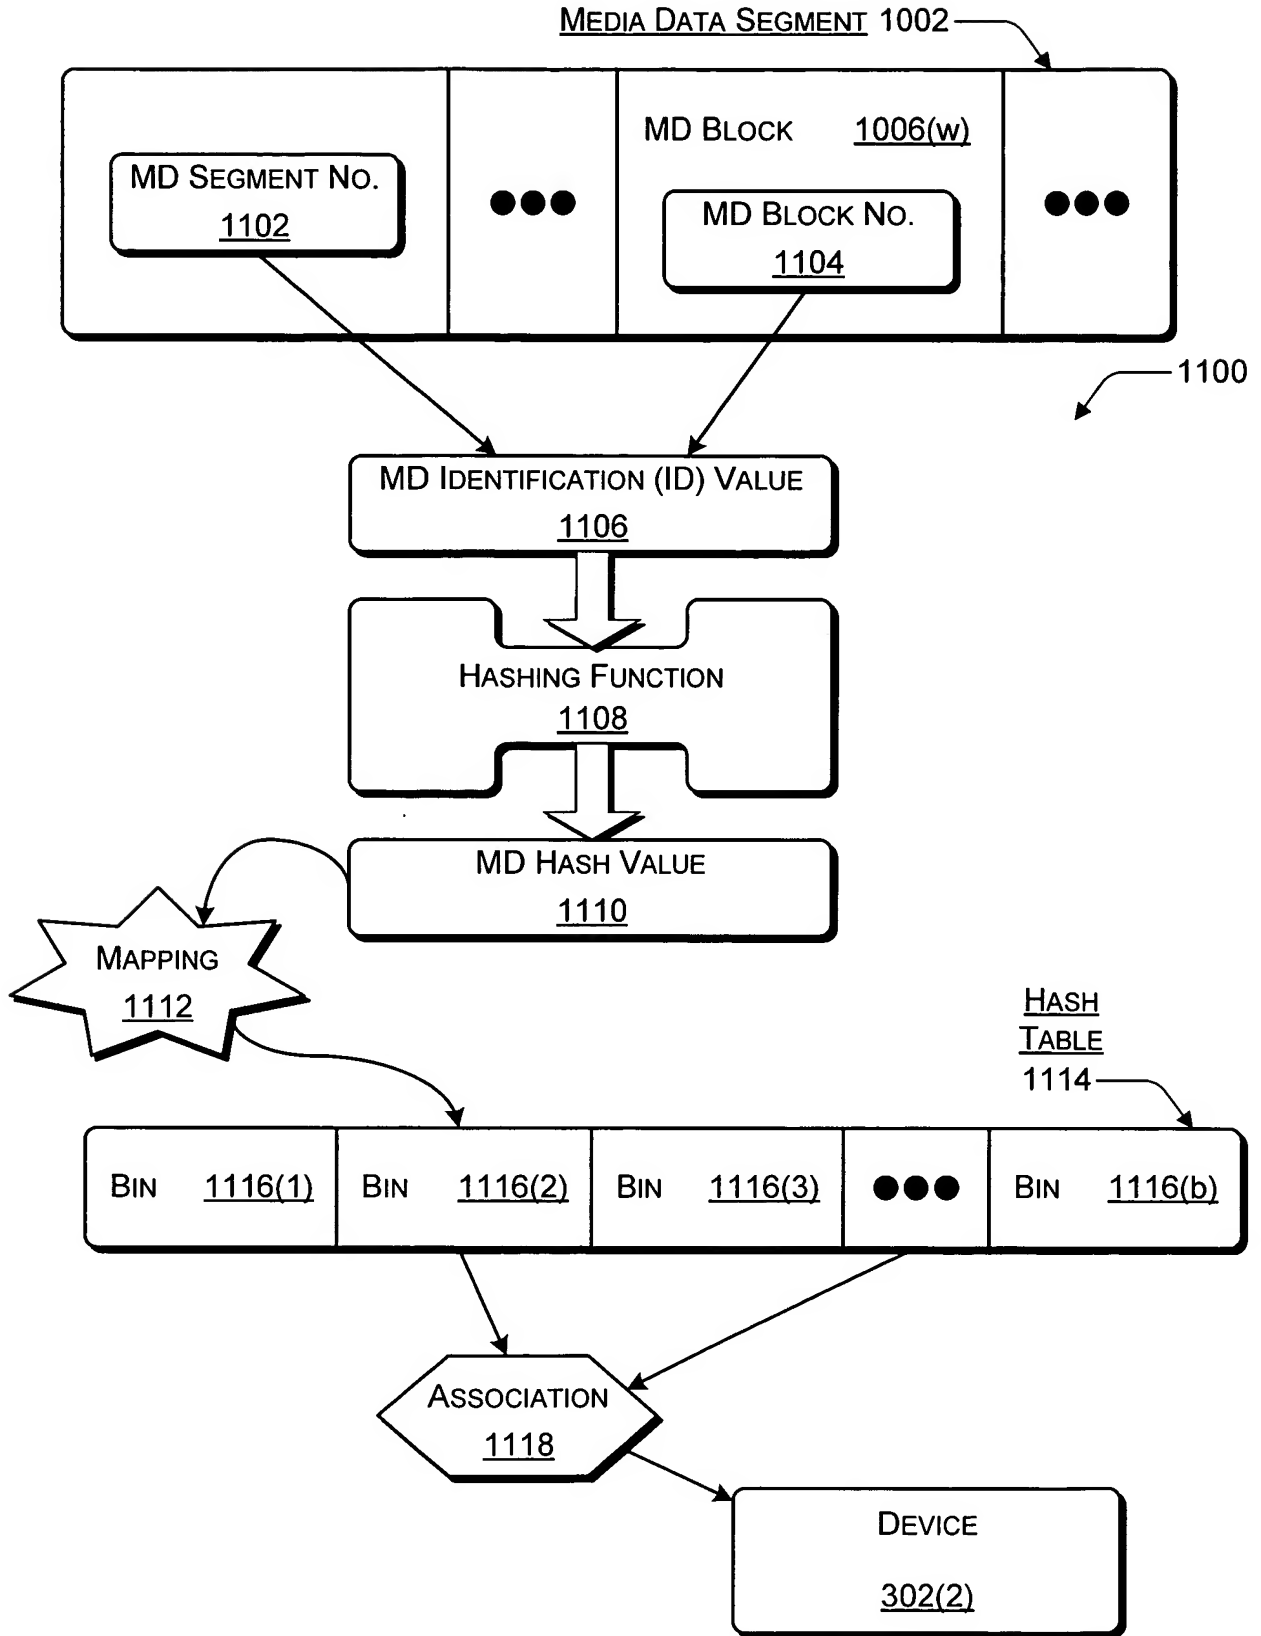 MEDIA DATA SEGMENT 1002
MD BLOCK 1006(w)
MD SEGMENT NO.
1102
MD BLOCK NO.
1104
1100
MD IDENTIFICATION (ID) VALUE
1106
HASHING FUNCTION
1108
MD HASH VALUE
1110
MAPPING
1112
HASH
TABLE
1114
BIN 1116(1) BIN 1116(2) BIN 1116(3) BIN 1116(b)
ASSOCIATION
1118
DEVICE
302(2)